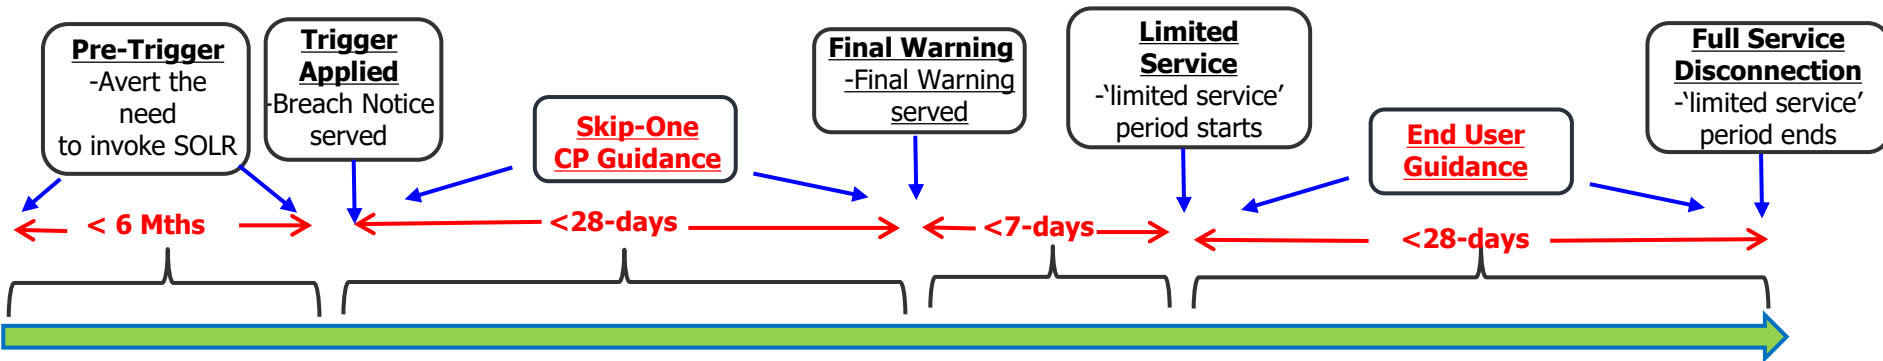 Pre-Trigger
-Avert the
need
to invoke SOLR
Trigger
Applied
-Breach Notice
served
Skip-One
CP Guidance
Final Warning
-Final Warning
served
Limited
Service
-‘limited service’
period starts
End User
Guidance
Full Service
Disconnection
-‘limited service’
period ends
< 6 Mths
<28-days
<7-days
<28-days